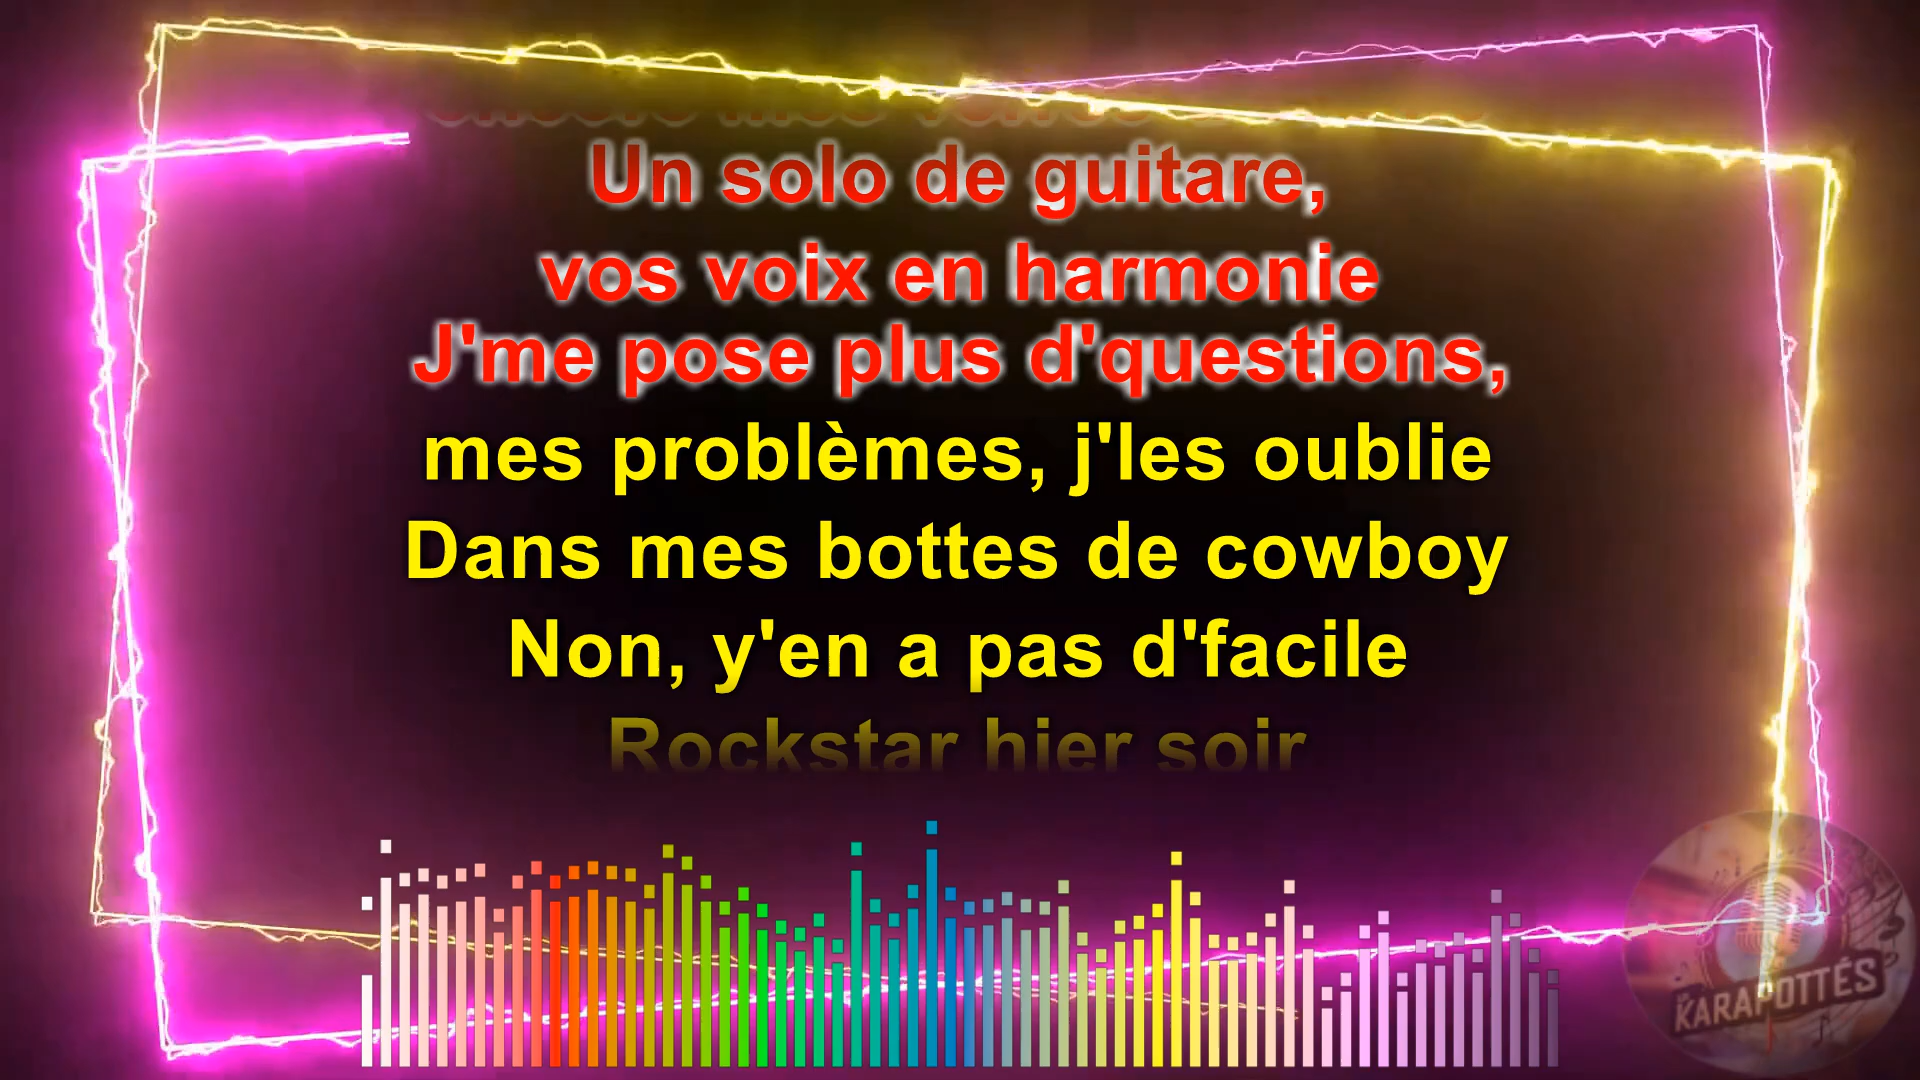 Un solo de guitare,
vos voix en harmonie
J'me pose plus d'questions,
mes problèmes, j'les oublie
Dans mes bottes de cowboy
Non, y'en a pas d'facile
Rockstar hier soir
KARAPOTTÉS